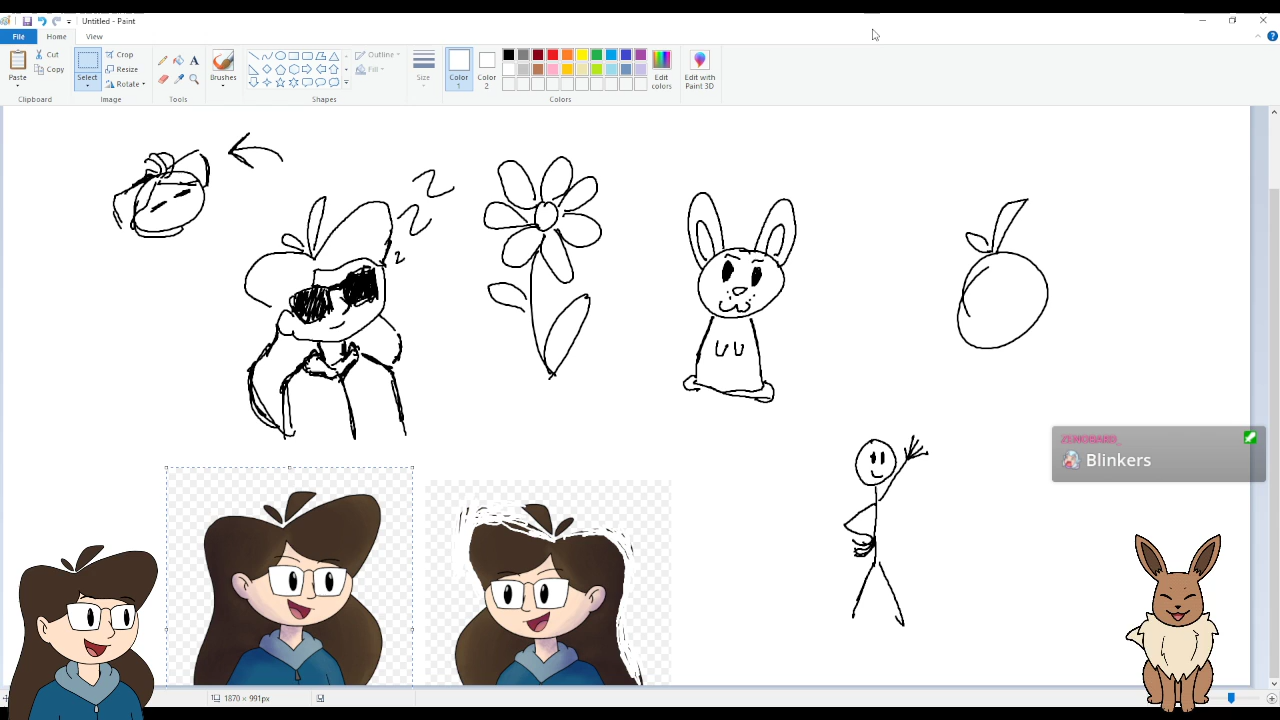 Untitled - Paint
File
Home
View
Paste
Cut
Copy
Clipboard
Select
Crop
Resize
Rotate
Image
A
Tools
Brushes
Outline
Fill
Shapes
Size
Color
1
Color
2
Edit
colors
Colors
Edit with
Paint 3D
z
z
z
Blinkers
1870 × 991px